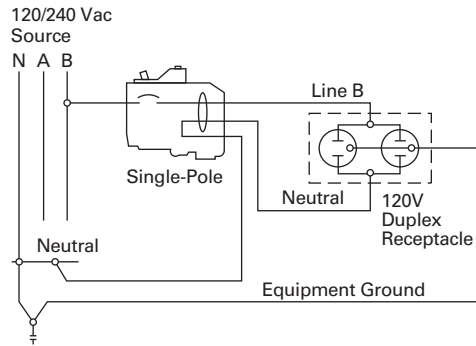 120/240 Vac
Source
N A B
Line B
Single-Pole
Neutral
120V
Duplex
Receptacle
Neutral
Equipment Ground